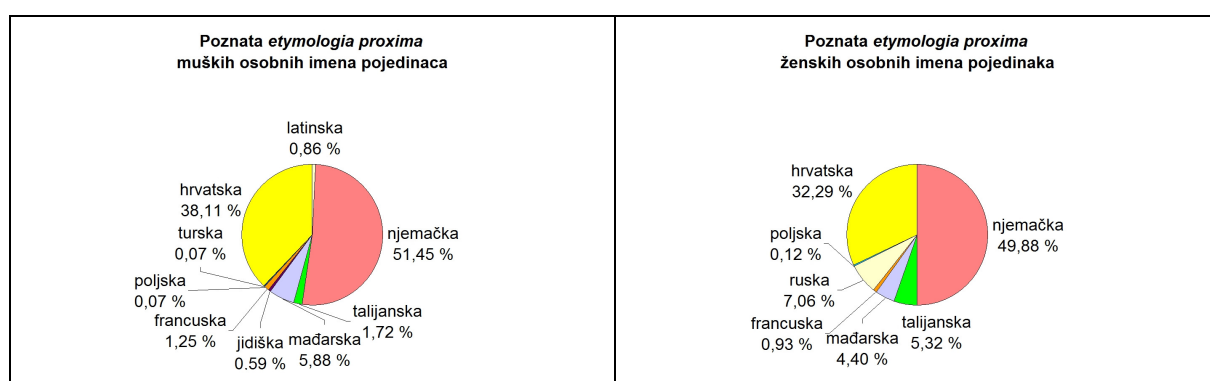 Poznata etymologia proxima
muških osobnih imena pojedinaca
latinska
0,86 %
hrvatska
38,11 %
njemačka
51,45 %
turska
0,07 %
poljska
0,07 %
francuska
1,25 %
jidiška
0.59 %
mađarska
5,88 %
talijanska
1,72 %
Poznata etymologia proxima
ženskih osobnih imena pojedinaka
hrvatska
32,29 %
njemačka
49,88 %
poljska
0,12 %
ruska
7,06 %
francuska
0,93 %
mađarska
4,40 %
talijanska
5,32 %